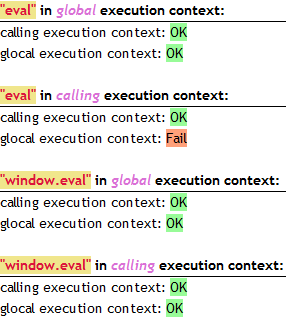 "eval" in global execution context:
calling execution context: OK
glocal execution context: OK
"eval" in calling execution context:
calling execution context: OK
glocal execution context: Fail
"window.eval" in global execution context:
calling execution context: OK
glocal execution context: OK
"window.eval" in calling execution context:
calling execution context: OK
glocal execution context: OK